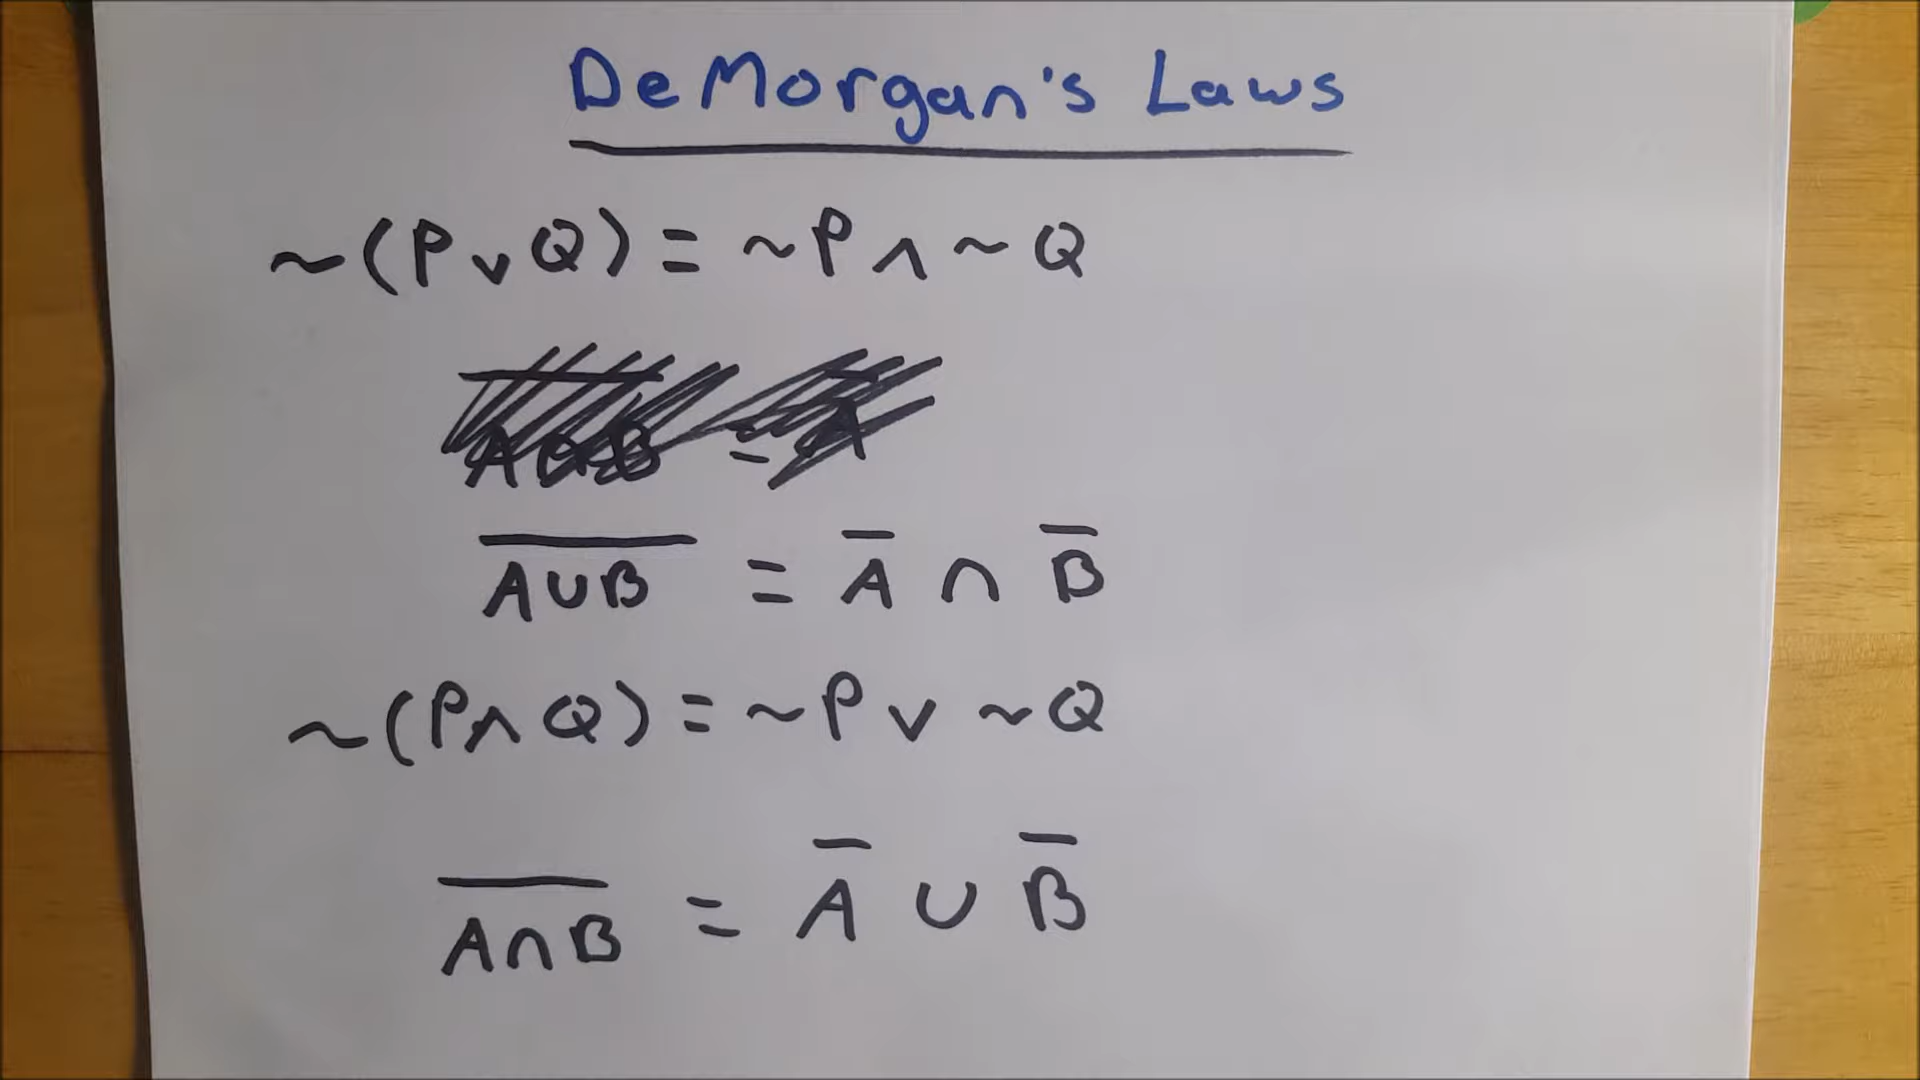 DeMorgan's Laws
~(P∨Q) = ~P ∧ ~Q
A̅ ̅∪̅ ̅B̅ = A̅ ∩ B̅
~(P∧Q) = ~P ∨ ~Q
A̅ ̅∩̅ ̅B̅ = A̅ ∪ B̅